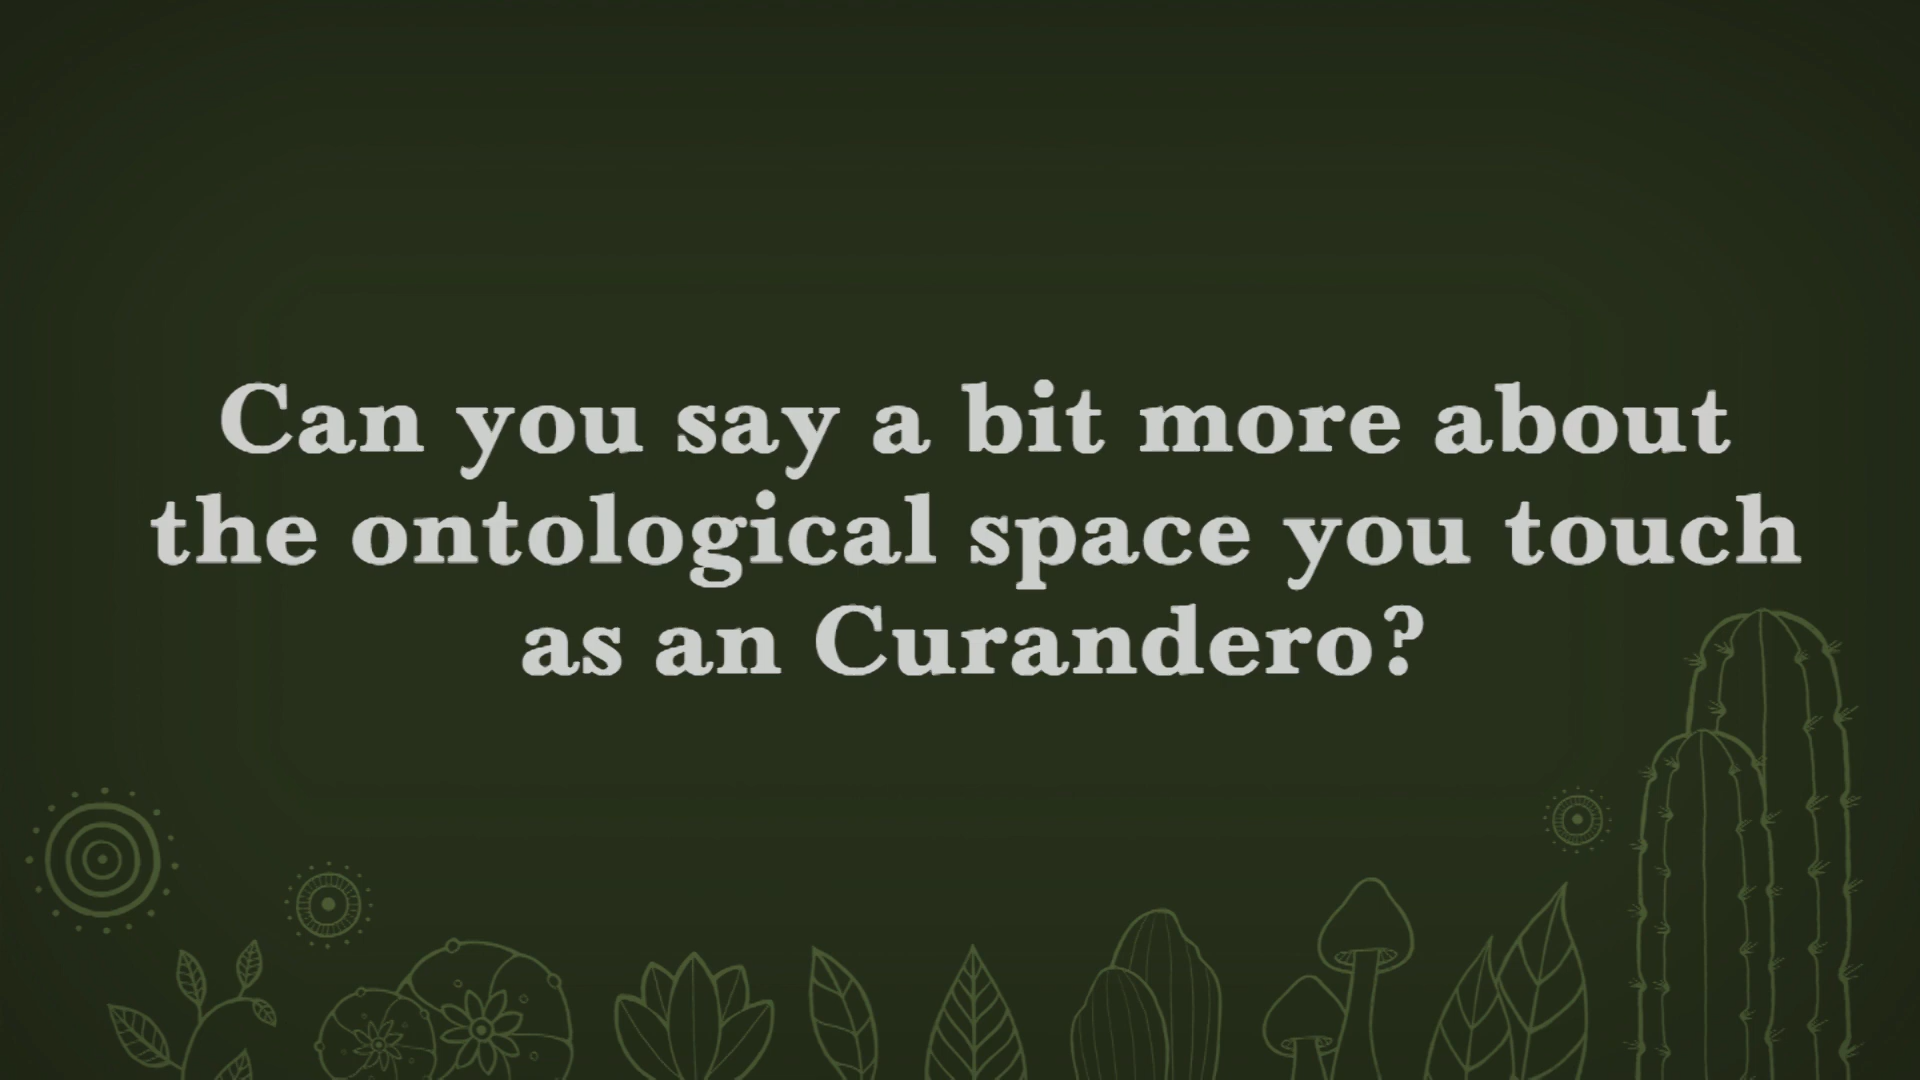 Can you say a bit more about
the ontological space you touch
as an Curandero?